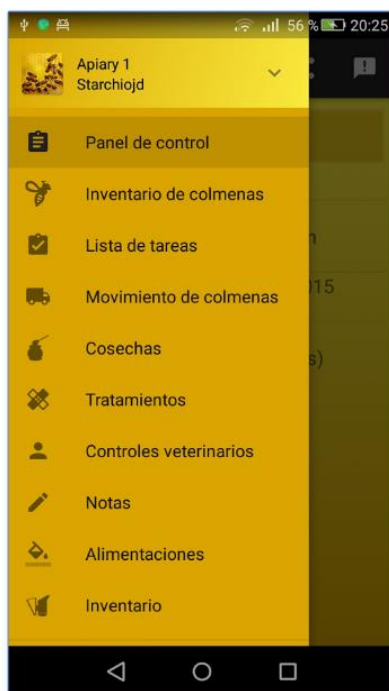 56 % 20:25
Apiary 1
Starchiojd
Panel de control
Inventario de colmenas
Lista de tareas
Movimiento de colmenas
Cosechas
Tratamientos
Controles veterinarios
Notas
Alimentaciones
Inventario
n
015
s)